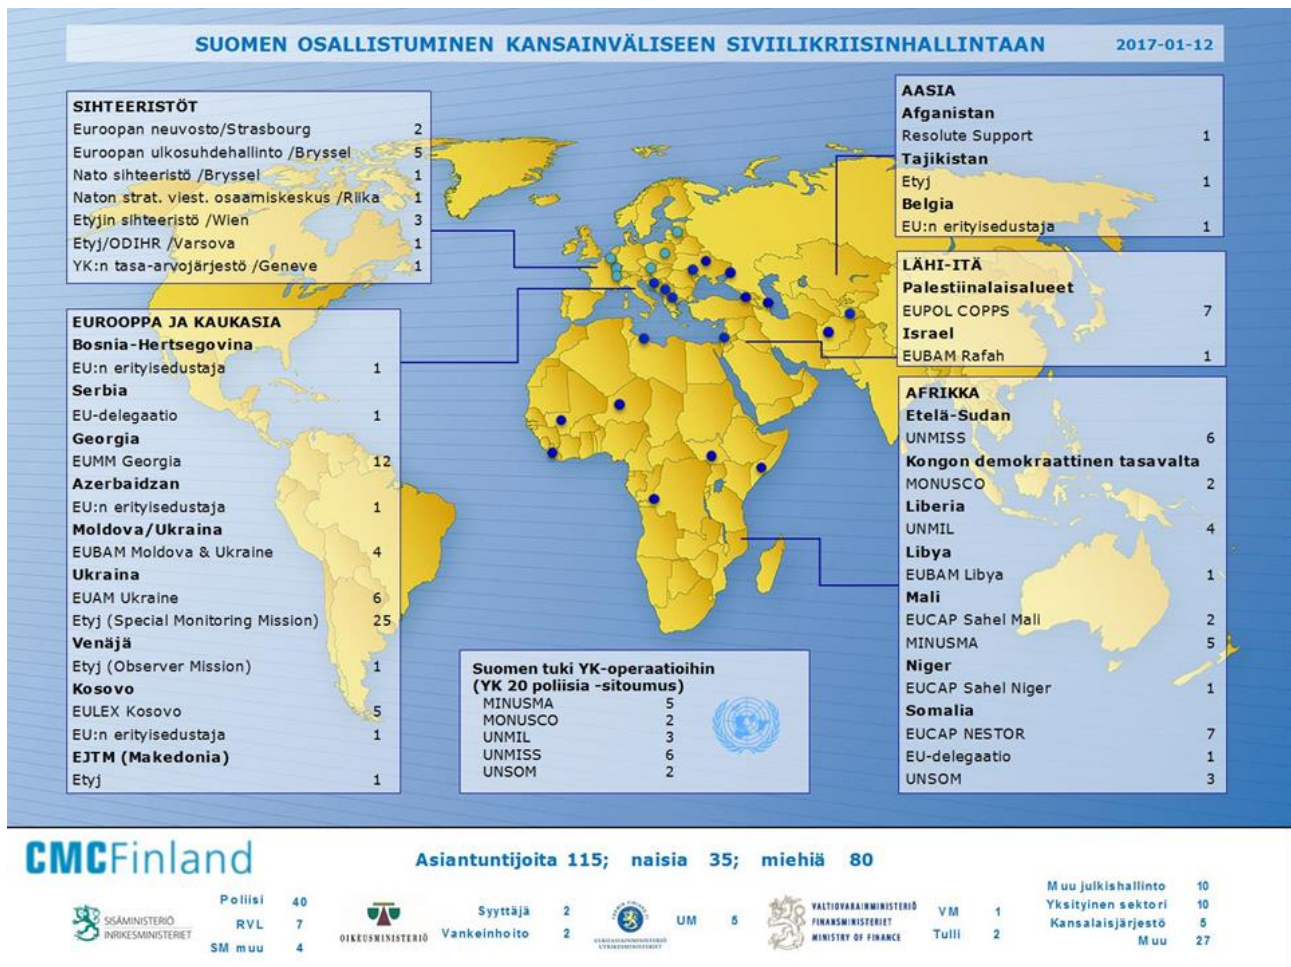 SUOMEN OSALLISTUMINEN KANSAINVÄLISEEN SIVIILIKRIISINHALLINTAAN 2017-01-12
SIHTEERISTÖT
Euroopan neuvosto/Strasbourg 2
Euroopan ulkosuhdehallinto /Bryssel 5
Nato sihteeristö /Bryssel 1
Naton strat. viest. osaamiskeskus /Riika 1
Etyjin sihteeristö /Wien 3
Etyj/ODIHR /Varsova 1
YK:n tasa-arvojärjestö /Geneve 1
EUROOPPA JA KAUKASIA
Bosnia-Hertsegovina
EU:n erityisedustaja 1
Serbia
EU-delegaatio 1
Georgia
EUMM Georgia 12
Azerbaidzan
EU:n erityisedustaja 1
Moldova/Ukraina
EUBAM Moldova & Ukraine 4
Ukraina
EUAM Ukraine 6
Etyj (Special Monitoring Mission) 25
Venäjä
Etyj (Observer Mission) 1
Kosovo
EULEX Kosovo 5
EU:n erityisedustaja 1
EJTM (Makedonia)
Etyj 1
Suomen tuki YK-operaatioihin
(YK 20 poliisia -sitoumus)
MINUSMA 5
MONUSCO 2
UNMIL 3
UNMISS 6
UNSOM 2
AASIA
Afganistan
Resolute Support 1
Tajikistan
Etyj 1
Belgia
EU:n erityisedustaja 1
LÄHI-ITÄ
Palestiinalaisalueet
EUPOL COPPS 7
Israel
EUBAM Rafah 1
AFRIKKA
Etelä-Sudan
UNMISS 6
Kongon demokraattinen tasavalta
MONUSCO 2
Liberia
UNMIL 4
Libya
EUBAM Libya 1
Mali
EUCAP Sahel Mali 2
MINUSMA 5
Niger
EUCAP Sahel Niger 1
Somalia
EUCAP NESTOR 7
EU-delegaatio 1
UNSOM 3
CMCFinland
Asiantuntijoita 115; naisia 35; miehiä 80
SISÄMINISTERIÖ
INRIKESMINISTERIET
Poliisi 40
RVL 7
SM muu 4
OIKEUSMINISTERIÖ
Syyttäjä 2
Vankeinhoito 2
UM 5
VALTIOVARAINMINISTERIÖ
FINANSMINISTERIET
MINISTRY OF FINANCE
VM 1
Tulli 2
Muu julkishallinto 10
Yksityinen sektori 10
Kansalaisjärjestö 5
Muu 27